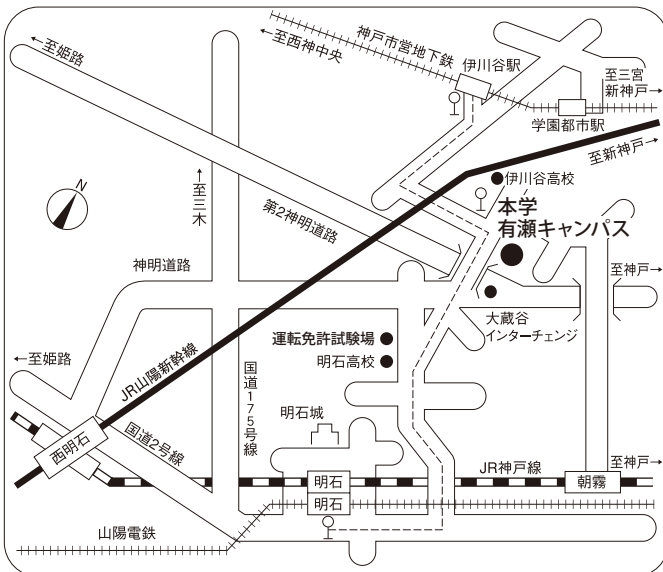 ←至姫路
神戸市営地下鉄
←至西神中央
伊川谷駅
至三宮
新神戸→
学園都市駅
至新神戸→
伊川谷高校
本学
有瀬キャンパス
N
←至三木
第2神明道路
神明道路
至神戸→
大蔵谷
インターチェンジ
運転免許試験場
明石高校
←至姫路
JR山陽新幹線
国道175号線
明石城
西明石
国道2号線
JR神戸線
至神戸→
明石
朝霧
明石
山陽電鉄